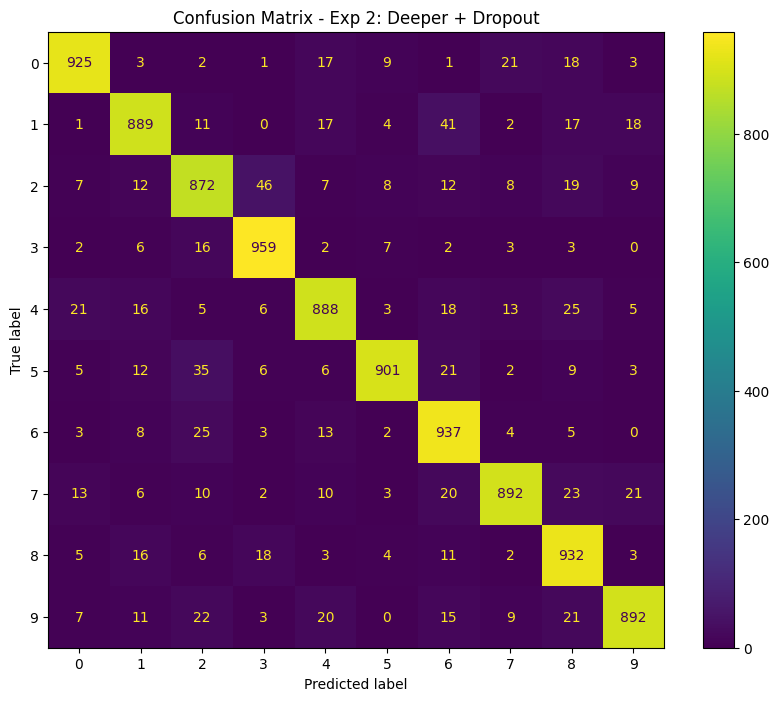 Confusion Matrix - Exp 2: Deeper + Dropout
0 925 3 2 1 17 9 1 21 18 3
1 1 889 11 0 17 4 41 2 17 18
2 7 12 872 46 7 8 12 8 19 9
3 2 6 16 959 2 7 2 3 3 0
4 21 16 5 6 888 3 18 13 25 5
5 5 12 35 6 6 901 21 2 9 3
6 3 8 25 3 13 2 937 4 5 0
7 13 6 10 2 10 3 20 892 23 21
8 5 16 6 18 3 4 11 2 932 3
9 7 11 22 3 20 0 15 9 21 892
0 1 2 3 4 5 6 7 8 9
Predicted label
True label
800
600
400
200
0